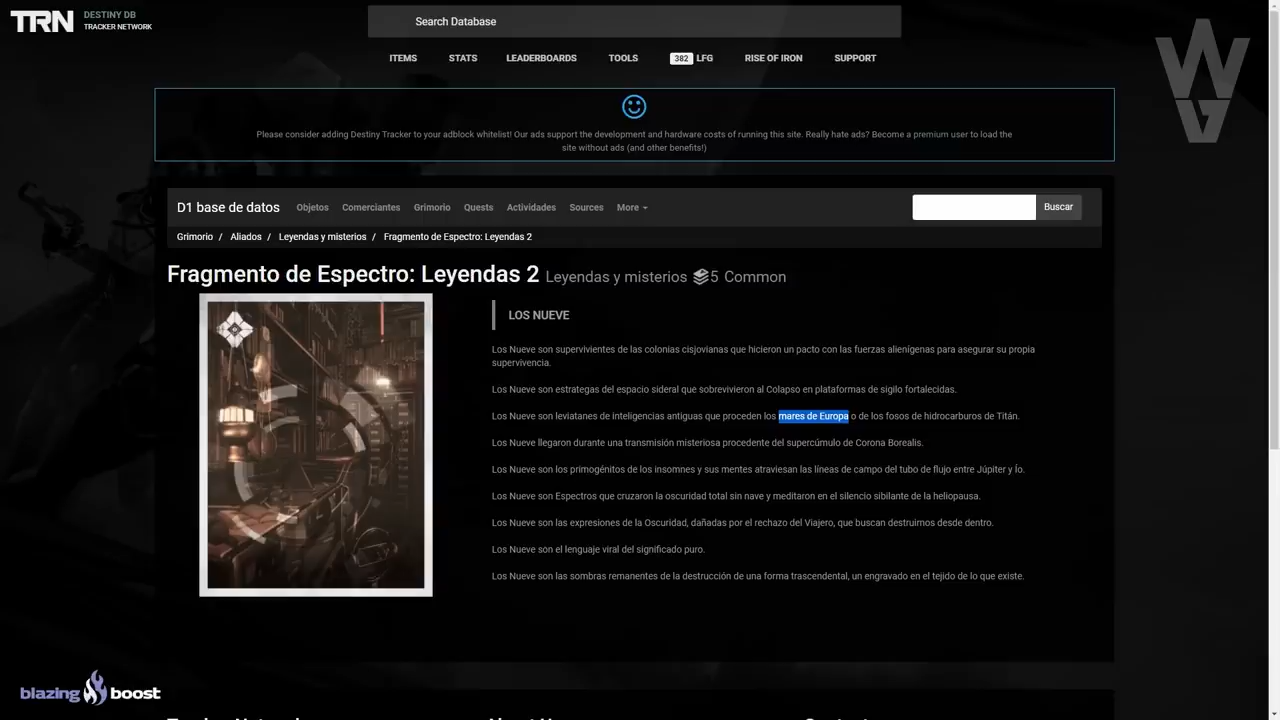 TRN DESTINY DB
TRACKER NETWORK
Search Database
ITEMS STATS LEADERBOARDS TOOLS 382 LFG RISE OF IRON SUPPORT
WG
Please consider adding Destiny Tracker to your adblock whitelist! Our ads support the development and hardware costs of running this site. Really hate ads? Become a premium user to load the
site without ads (and other benefits!)
D1 base de datos Objetos Comerciantes Grimorio Quests Actividades Sources More Buscar
Grimorio / Aliados / Leyendas y misterios / Fragmento de Espectro: Leyendas 2
Fragmento de Espectro: Leyendas 2 Leyendas y misterios 5 Common
LOS NUEVE
Los Nueve son supervivientes de las colonias cisjovianas que hicieron un pacto con las fuerzas alienígenas para asegurar su propia
supervivencia.
Los Nueve son estrategas del espacio sideral que sobrevivieron al Colapso en plataformas de sigilo fortalecidas.
Los Nueve son leviatanes de inteligencias antiguas que proceden los mares de Europa o de los fosos de hidrocarburos de Titán.
Los Nueve llegaron durante una transmisión misteriosa procedente del supercúmulo de Corona Borealis.
Los Nueve son los primogénitos de los insomnes y sus mentes atraviesan las líneas de campo del tubo de flujo entre Júpiter y Ío.
Los Nueve son Espectros que cruzaron la oscuridad total sin nave y meditaron en el silencio sibilante de la heliopausa.
Los Nueve son las expresiones de la Oscuridad, dañadas por el rechazo del Viajero, que buscan destruirnos desde dentro.
Los Nueve son el lenguaje viral del significado puro.
Los Nueve son las sombras remanentes de la destrucción de una forma trascendental, un engravado en el tejido de lo que existe.
blazing boost